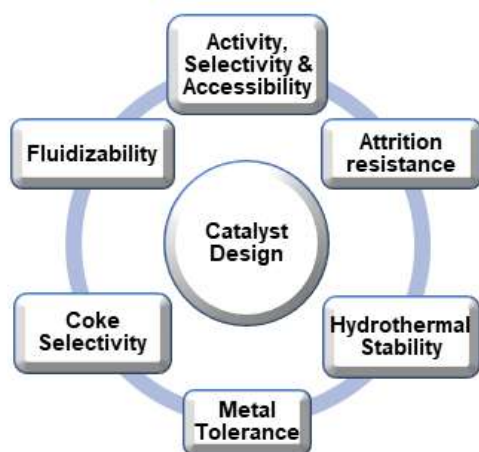 Activity,
Selectivity &
Accessibility
Fluidizability
Attrition
resistance
Catalyst
Design
Coke
Selectivity
Hydrothermal
Stability
Metal
Tolerance